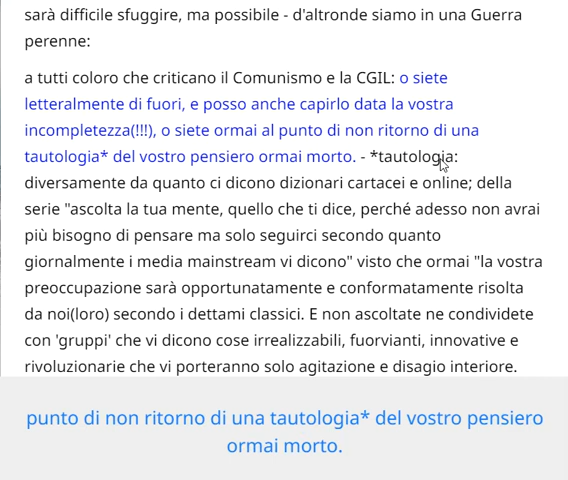 sarà difficile sfuggire, ma possibile - d'altronde siamo in una Guerra
perenne:
a tutti coloro che criticano il Comunismo e la CGIL: o siete
letteralmente di fuori, e posso anche capirlo data la vostra
incompletezza(!!!), o siete ormai al punto di non ritorno di una
tautologia* del vostro pensiero ormai morto. - *tautologia:
diversamente da quanto ci dicono dizionari cartacei e online; della
serie "ascolta la tua mente, quello che ti dice, perché adesso non avrai
più bisogno di pensare ma solo seguirci secondo quanto
giornalmente i media mainstream vi dicono" visto che ormai "la vostra
preoccupazione sarà opportunatamente e conformatamente risolta
da noi(loro) secondo i dettami classici. E non ascoltate ne condividete
con 'gruppi' che vi dicono cose irrealizzabili, fuorvianti, innovative e
rivoluzionarie che vi porteranno solo agitazione e disagio interiore.
punto di non ritorno di una tautologia* del vostro pensiero
ormai morto.